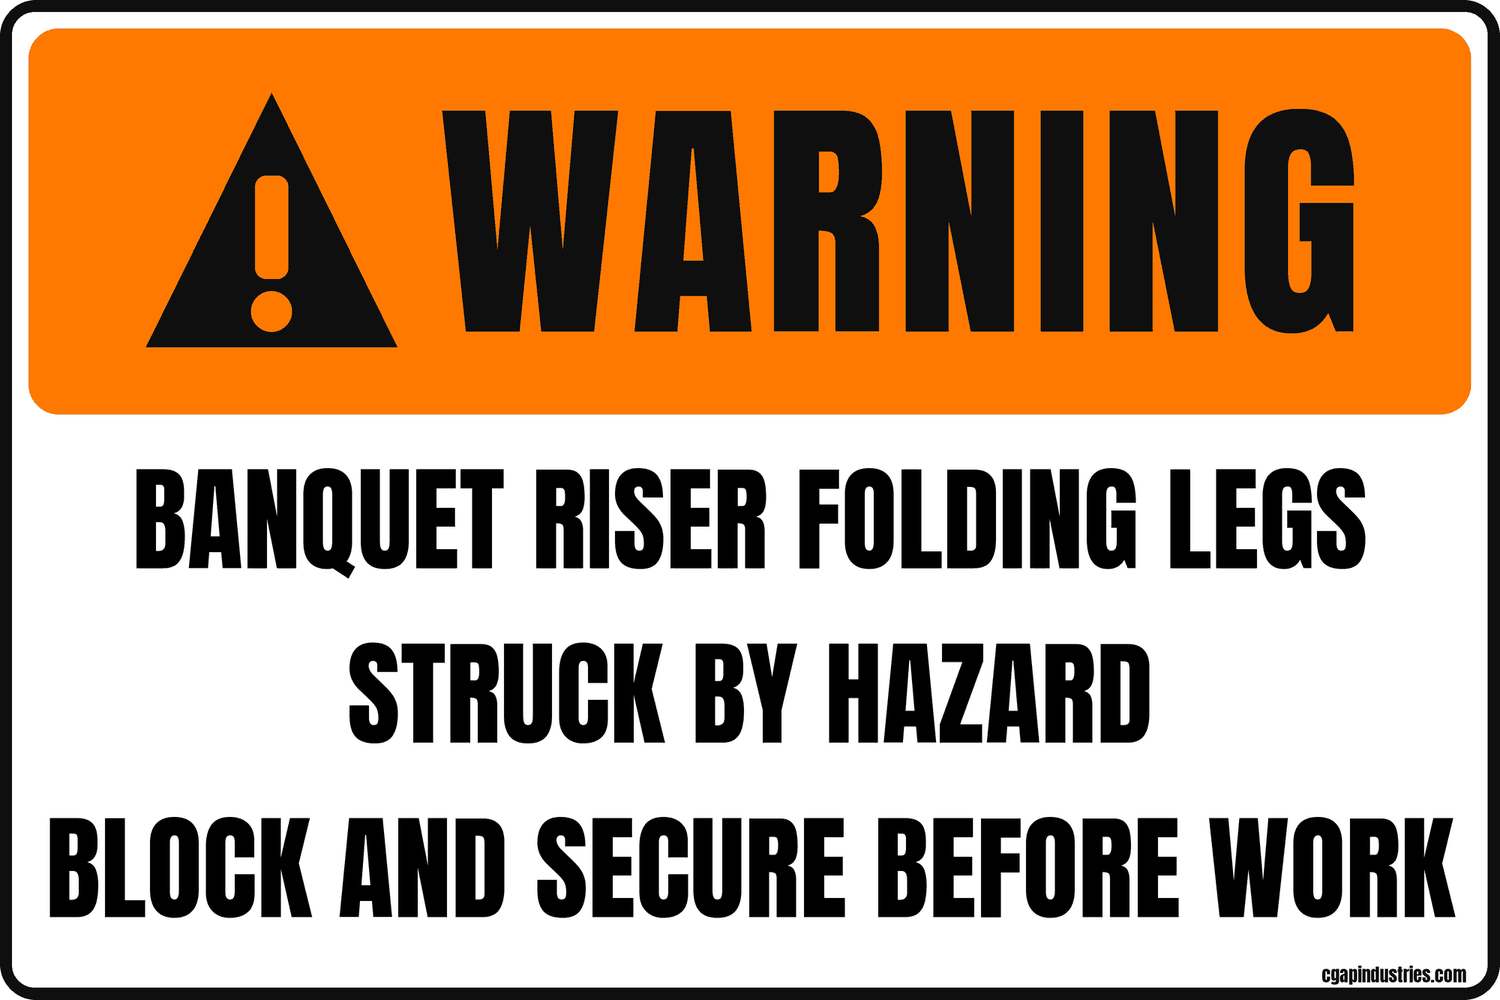 WARNING
BANQUET RISER FOLDING LEGS
STRUCK BY HAZARD
BLOCK AND SECURE BEFORE WORK
cgapindustries.com